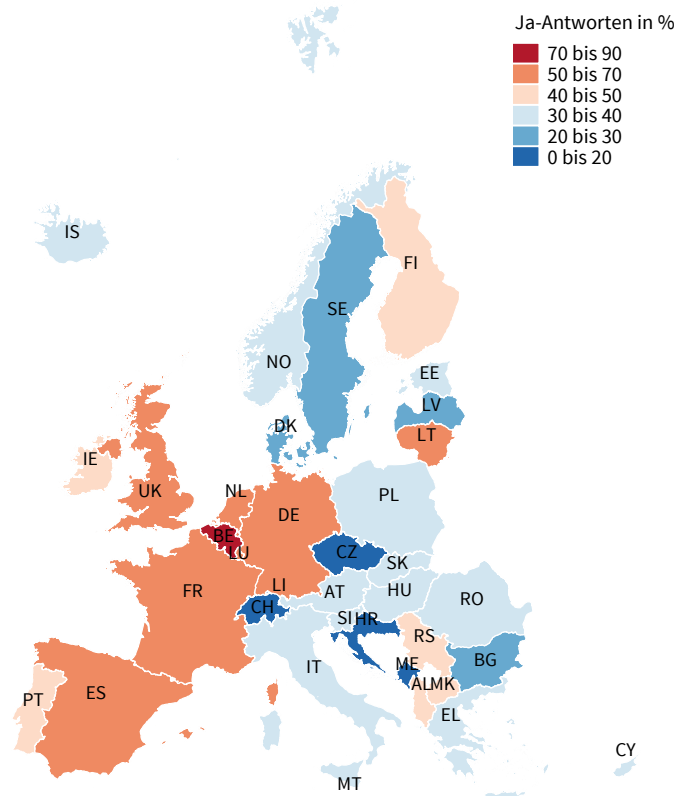 Ja-Antworten in %
70 bis 90
50 bis 70
40 bis 50
30 bis 40
20 bis 30
0 bis 20
IS
FI
SE
NO
EE
LV
DK
LT
IE
UK
NL
PL
DE
BE
LU
CZ
SK
LI
FR
AT
HU
RO
CH
SI HR
RS
IT
ME
BG
AL MK
PT
ES
EL
CY
MT